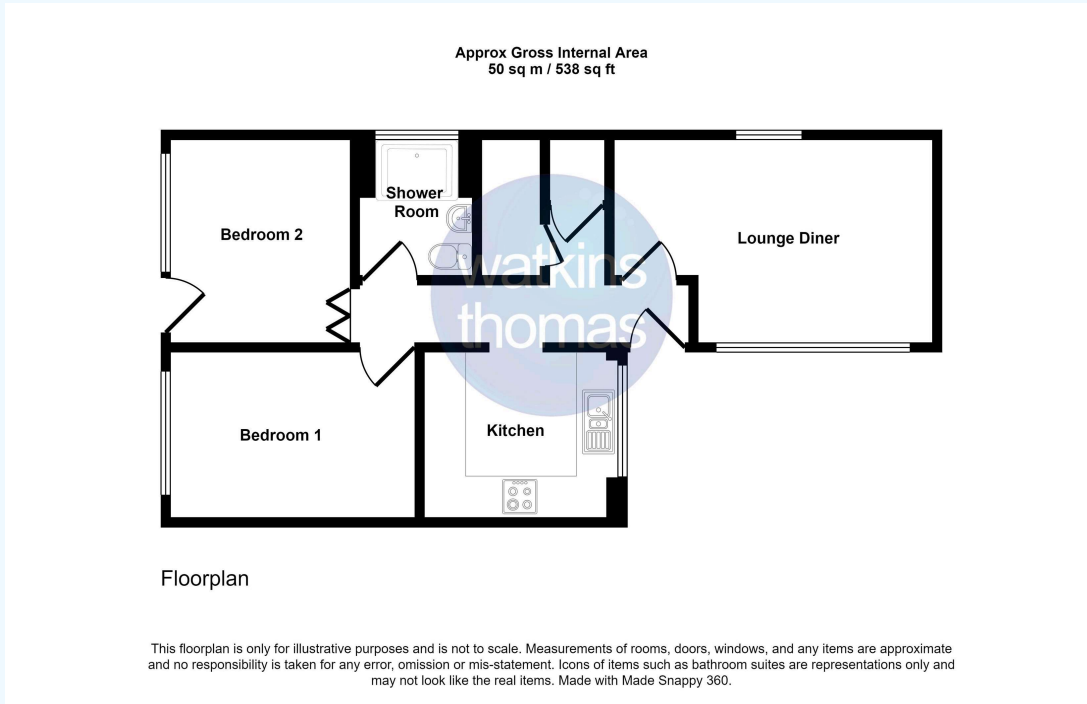 Approx Gross Internal Area
50 sq m / 538 sq ft
Shower
Room
Bedroom 2
Lounge Diner
watkins
thomas
Kitchen
Bedroom 1
Floorplan
This floorplan is only for illustrative purposes and is not to scale. Measurements of rooms, doors, windows, and any items are approximate
and no responsibility is taken for any error, omission or mis-statement. Icons of items such as bathroom suites are representations only and
may not look like the real items. Made with Made Snappy 360.